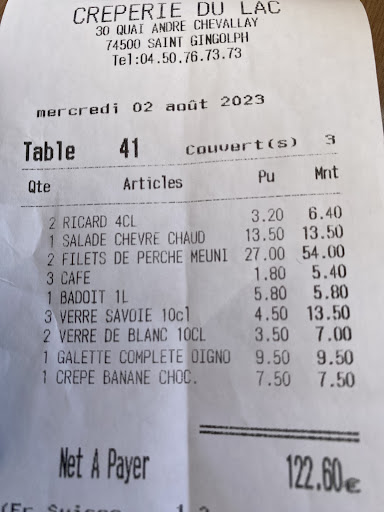 CREPERIE DU LAC
30 QUAI ANDRE CHEVALLAY
74500 SAINT GINGOLPH
Tel:04.50.76.73.73
mercredi 02 août 2023
Table 41 Couvert(s) 3
Qte Articles Pu Mnt
2 RICARD 4CL 3.20 6.40
1 SALADE CHEVRE CHAUD 13.50 13.50
2 FILETS DE PERCHE MEUNI 27.00 54.00
3 CAFE 1.80 5.40
1 BADOIT 1L 5.80 5.80
3 VERRE SAVOIE 10cl 4.50 13.50
2 VERRE DE BLANC 10CL 3.50 7.00
1 GALETTE COMPLETE OIGNO 9.50 9.50
1 CREPE BANANE CHOC. 7.50 7.50
Net A Payer 122.60€